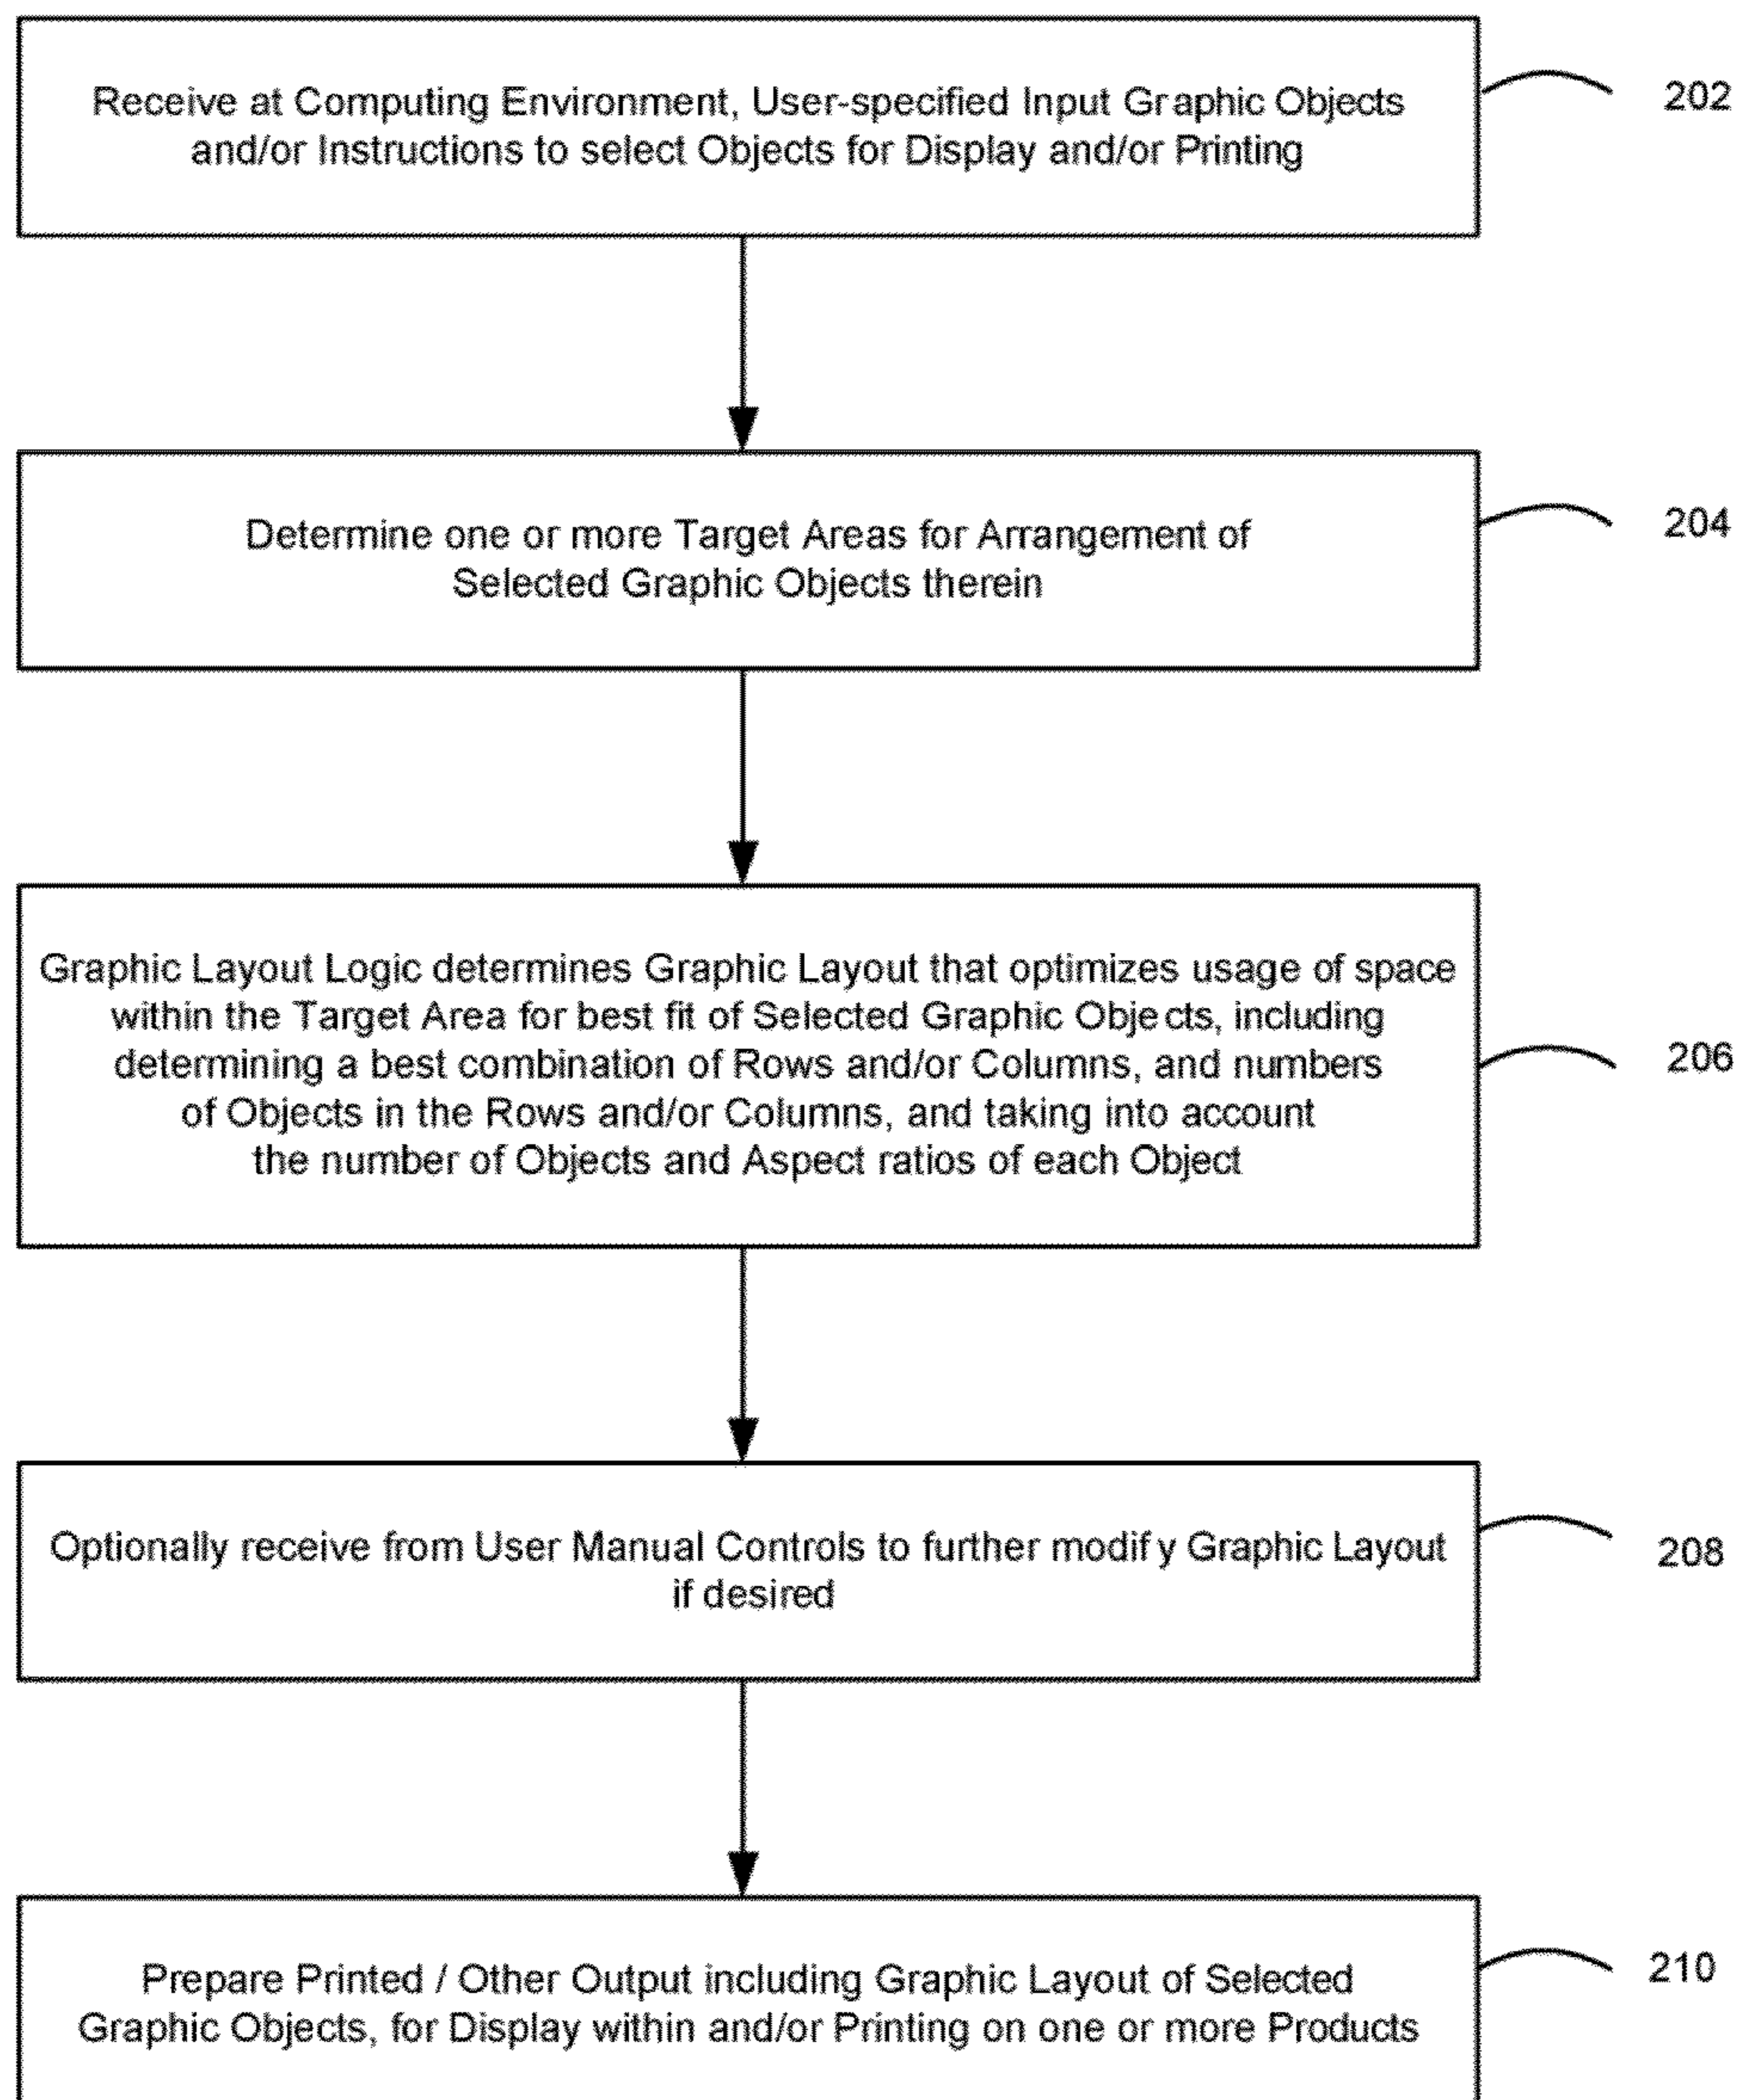 Receive at Computing Environment, User-specified Input Graphic Objects
and/or Instructions to select Objects for Display and/or Printing
202
Determine one or more Target Areas for Arrangement of
Selected Graphic Objects therein
204
Graphic Layout Logic determines Graphic Layout that optimizes usage of space
within the Target Area for best fit of Selected Graphic Objects, including
determining a best combination of Rows and/or Columns, and numbers
of Objects in the Rows and/or Columns, and taking into account
the number of Objects and Aspect ratios of each Object
206
Optionally receive from User Manual Controls to further modify Graphic Layout
if desired
208
Prepare Printed / Other Output including Graphic Layout of Selected
Graphic Objects, for Display within and/or Printing on one or more Products
210